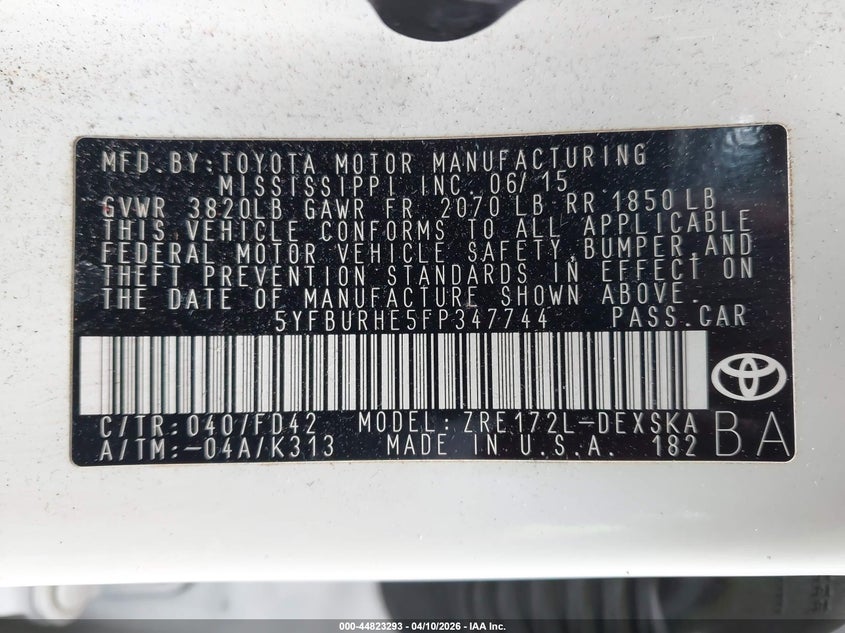 MFD.BY:TOYOTA MOTOR MANUFACTURING
MISSISSIPPI INC. 06/15
GVWR 3820LB GAWR FR 2070 LB RR 1850 LB
THIS VEHICLE CONFORMS TO ALL APPLICABLE
FEDERAL MOTOR VEHICLE SAFETY, BUMPER, AND
THEFT PREVENTION STANDARDS IN EFFECT ON
THE DATE OF MANUFACTURE SHOWN ABOVE.
5YFBURHE5FP347744 PASS.CAR
C/TR: 040/FD42 MODEL: ZRE172L-DEXSKA
A/TM:-04A/K313 MADE IN U.S.A. 182
BA
000-44823293 - 04/10/2026 - IAA Inc.